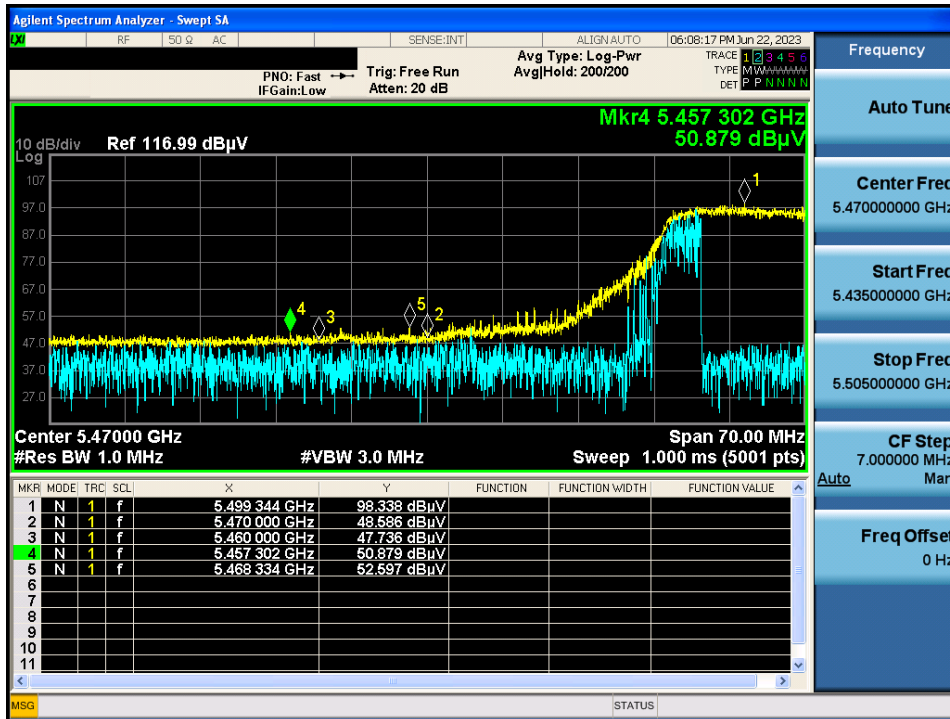 Agilent Spectrum Analyzer - Swept SA
LXI RF 50 Ω AC SENSE:INT ALIGNAUTO 06:08:17 PM Jun 22, 2023
PNO: Fast
IFGain:Low
Trig: Free Run
Atten: 20 dB
Avg Type: Log-Pwr
Avg|Hold: 200/200
TRACE 1 2 3 4 5 6
TYPE M W W W W W
DET P P N N N N
Mkr4 5.457 302 GHz
50.879 dBµV
10 dB/div Ref 116.99 dBµV
Log
107
97.0
87.0
77.0
67.0
57.0
47.0
37.0
27.0
1
4
3
5
2
Center 5.47000 GHz Span 70.00 MHz
#Res BW 1.0 MHz #VBW 3.0 MHz Sweep 1.000 ms (5001 pts)
MKR MODE TRC SCL X Y FUNCTION FUNCTION WIDTH FUNCTION VALUE
1 N 1 f 5.499 344 GHz 98.338 dBµV
2 N 1 f 5.470 000 GHz 48.586 dBµV
3 N 1 f 5.460 000 GHz 47.736 dBµV
4 N 1 f 5.457 302 GHz 50.879 dBµV
5 N 1 f 5.468 334 GHz 52.597 dBµV
6
7
8
9
10
11
MSG STATUS
Frequency
Auto Tune
Center Freq
5.470000000 GHz
Start Freq
5.435000000 GHz
Stop Freq
5.505000000 GHz
CF Step
7.000000 MHz
Auto Man
Freq Offset
0 Hz